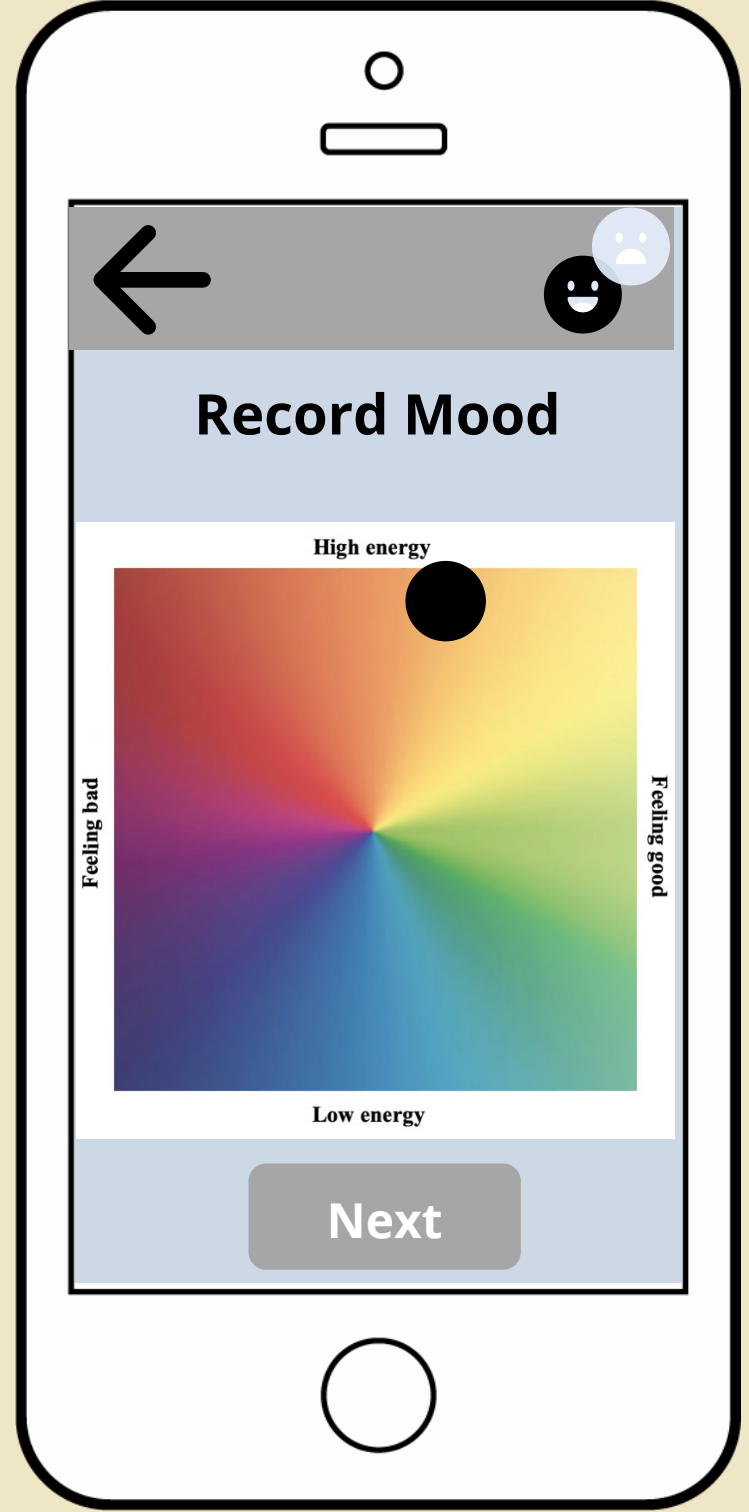 Record Mood
High energy
Feeling bad
Feeling good
Low energy
Next